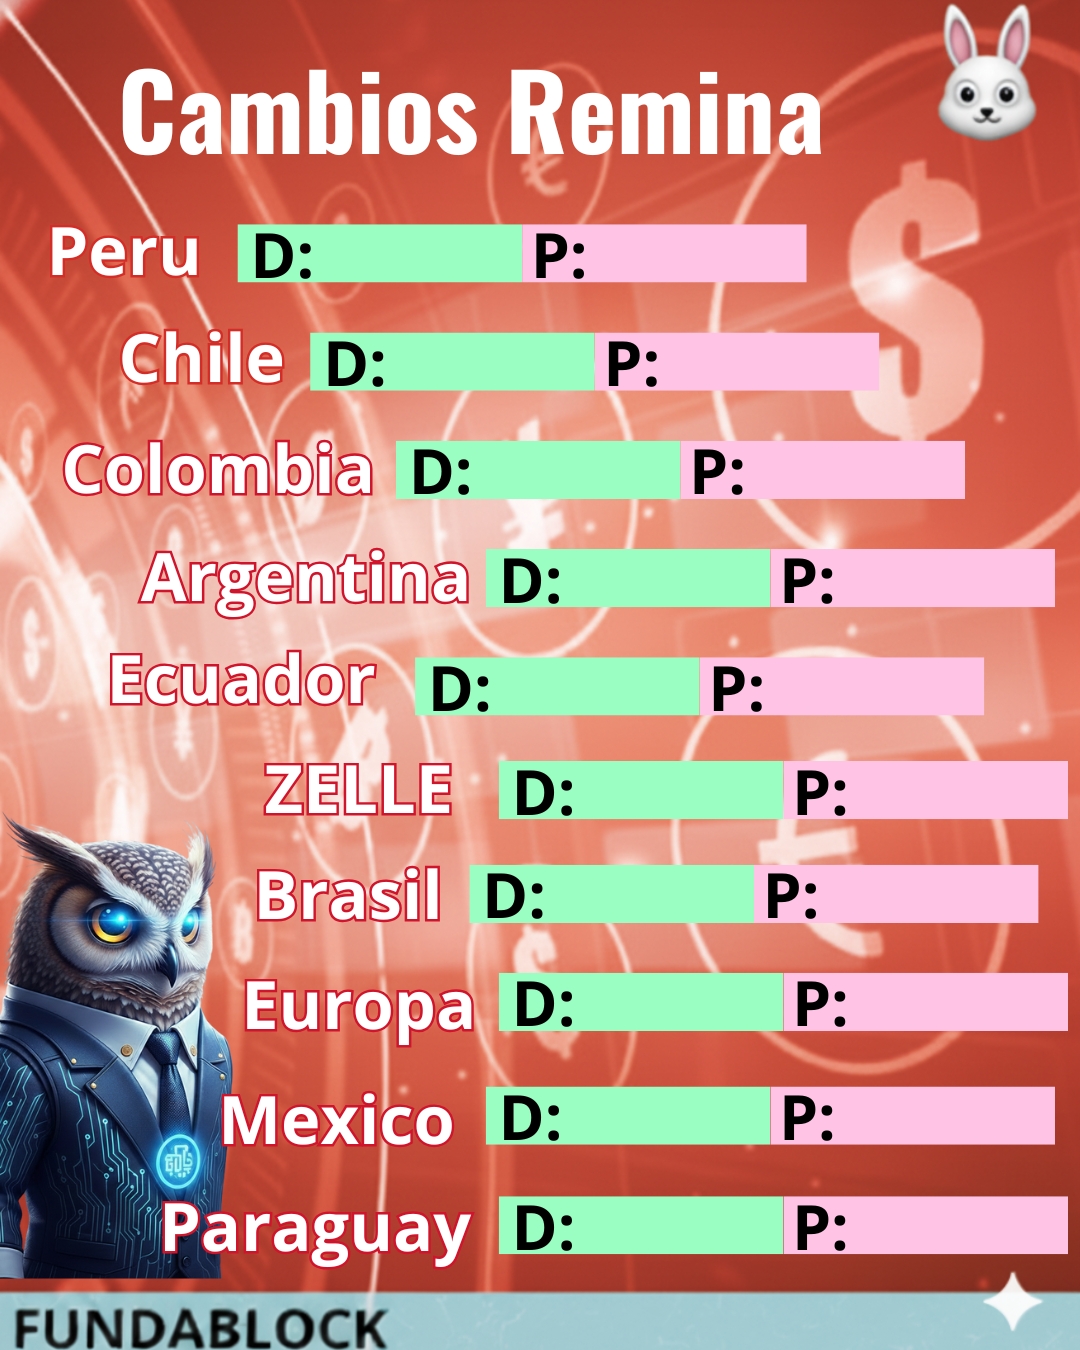 Cambios Remina
Peru D: P:
Chile D: P:
Colombia D: P:
Argentina D: P:
Ecuador D: P:
ZELLE D: P:
Brasil D: P:
Europa D: P:
Mexico D: P:
Paraguay D: P:
FUNDABLOCK